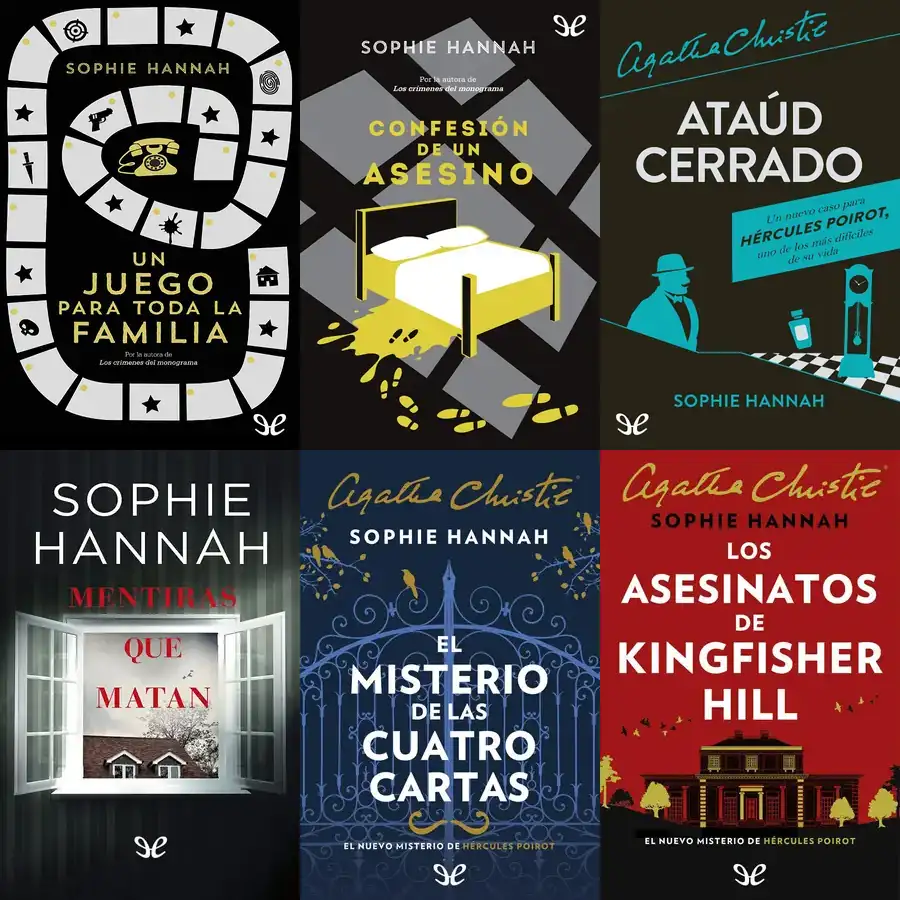 SOPHIE HANNAH
UN
JUEGO
PARA TODA LA
FAMILIA
Por la autora de
Los crímenes del monograma
SOPHIE HANNAH
Por la autora de
Los crímenes del monograma
CONFESIÓN
DE UN
ASESINO
Agatha Christie
ATAÚD
CERRADO
Un nuevo caso para
HÉRCULES POIROT,
uno de los más difíciles
de su vida
SOPHIE HANNAH
SOPHIE
HANNAH
MENTIRAS
QUE
MATAN
Agatha Christie
SOPHIE HANNAH
EL
MISTERIO
DE LAS
CUATRO
CARTAS
EL NUEVO MISTERIO DE HÉRCULES POIROT
Agatha Christie
SOPHIE HANNAH
LOS
ASESINATOS
DE
KINGFISHER
HILL
EL NUEVO MISTERIO DE HÉRCULES POIROT